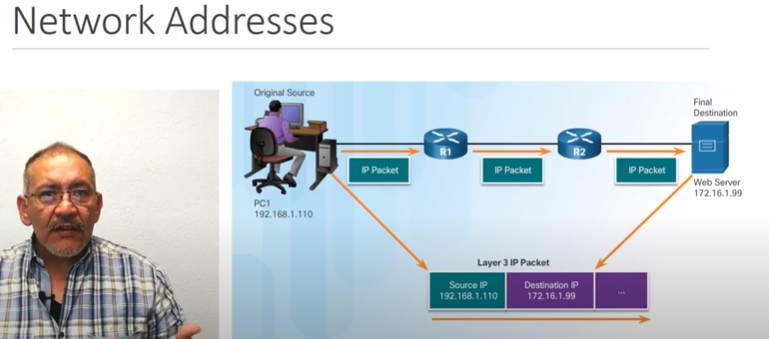 Network Addresses
Original Source
PC1
192.168.1.110
IP Packet
R1
IP Packet
R2
IP Packet
Final
Destination
Web Server
172.16.1.99
Layer 3 IP Packet
Source IP
192.168.1.110
Destination IP
172.16.1.99
...